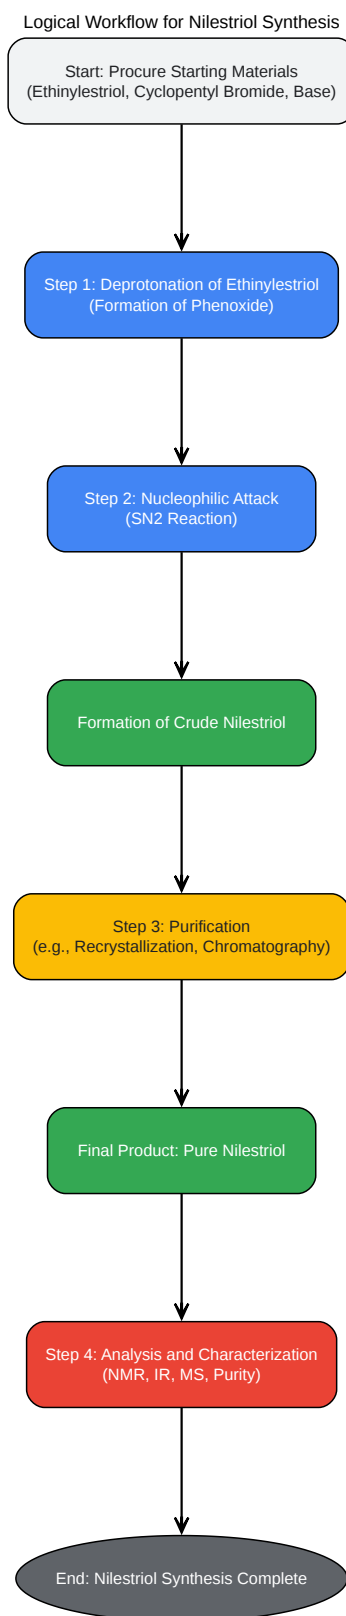 Logical Workflow for Nilestriol Synthesis
Start: Procure Starting Materials
(Ethinylestriol, Cyclopentyl Bromide, Base)
Step 1: Deprotonation of Ethinylestriol
(Formation of Phenoxide)
Step 2: Nucleophilic Attack
(SN2 Reaction)
Formation of Crude Nilestriol
Step 3: Purification
(e.g., Recrystallization, Chromatography)
Final Product: Pure Nilestriol
Step 4: Analysis and Characterization
(NMR, IR, MS, Purity)
End: Nilestriol Synthesis Complete